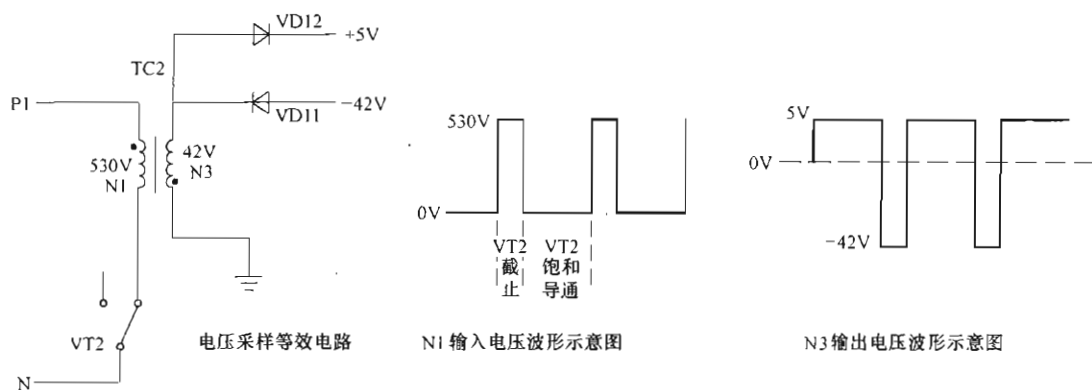 VD12
+5V
TC2
P1
-42V
VD11
530V
N1
42V
N3
VT2
N
电压采样等效电路
530V
0V
VT2
截
止
VT2
饱和
导通
N1输入电压波形示意图
5V
0V
-42V
N3输出电压波形示意图